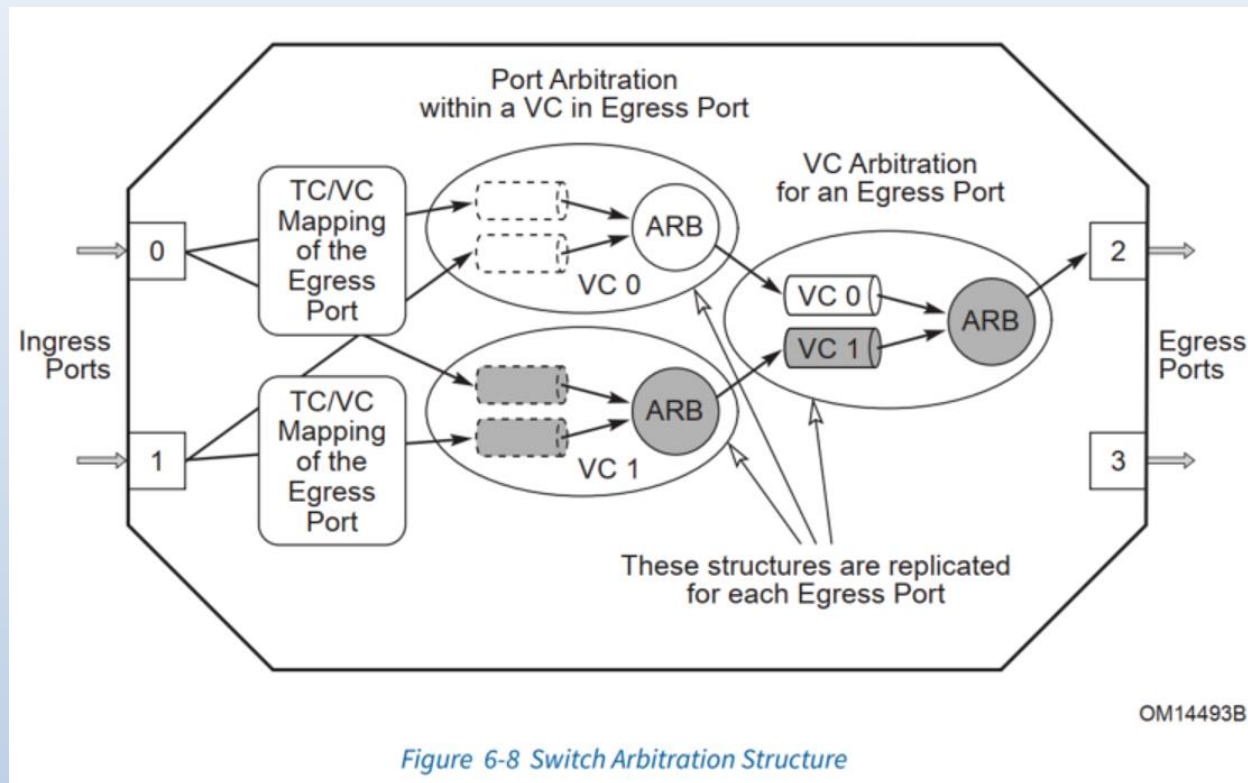 Port Arbitration
within a VC in Egress Port
VC Arbitration
for an Egress Port
TC/VC
Mapping
of the
Egress
Port
ARB
VC 0
0
2
VC 0
VC 1
ARB
Ingress
Ports
Egress
Ports
TC/VC
Mapping
of the
Egress
Port
ARB
VC 1
1
3
These structures are replicated
for each Egress Port
OM14493B
Figure 6-8 Switch Arbitration Structure